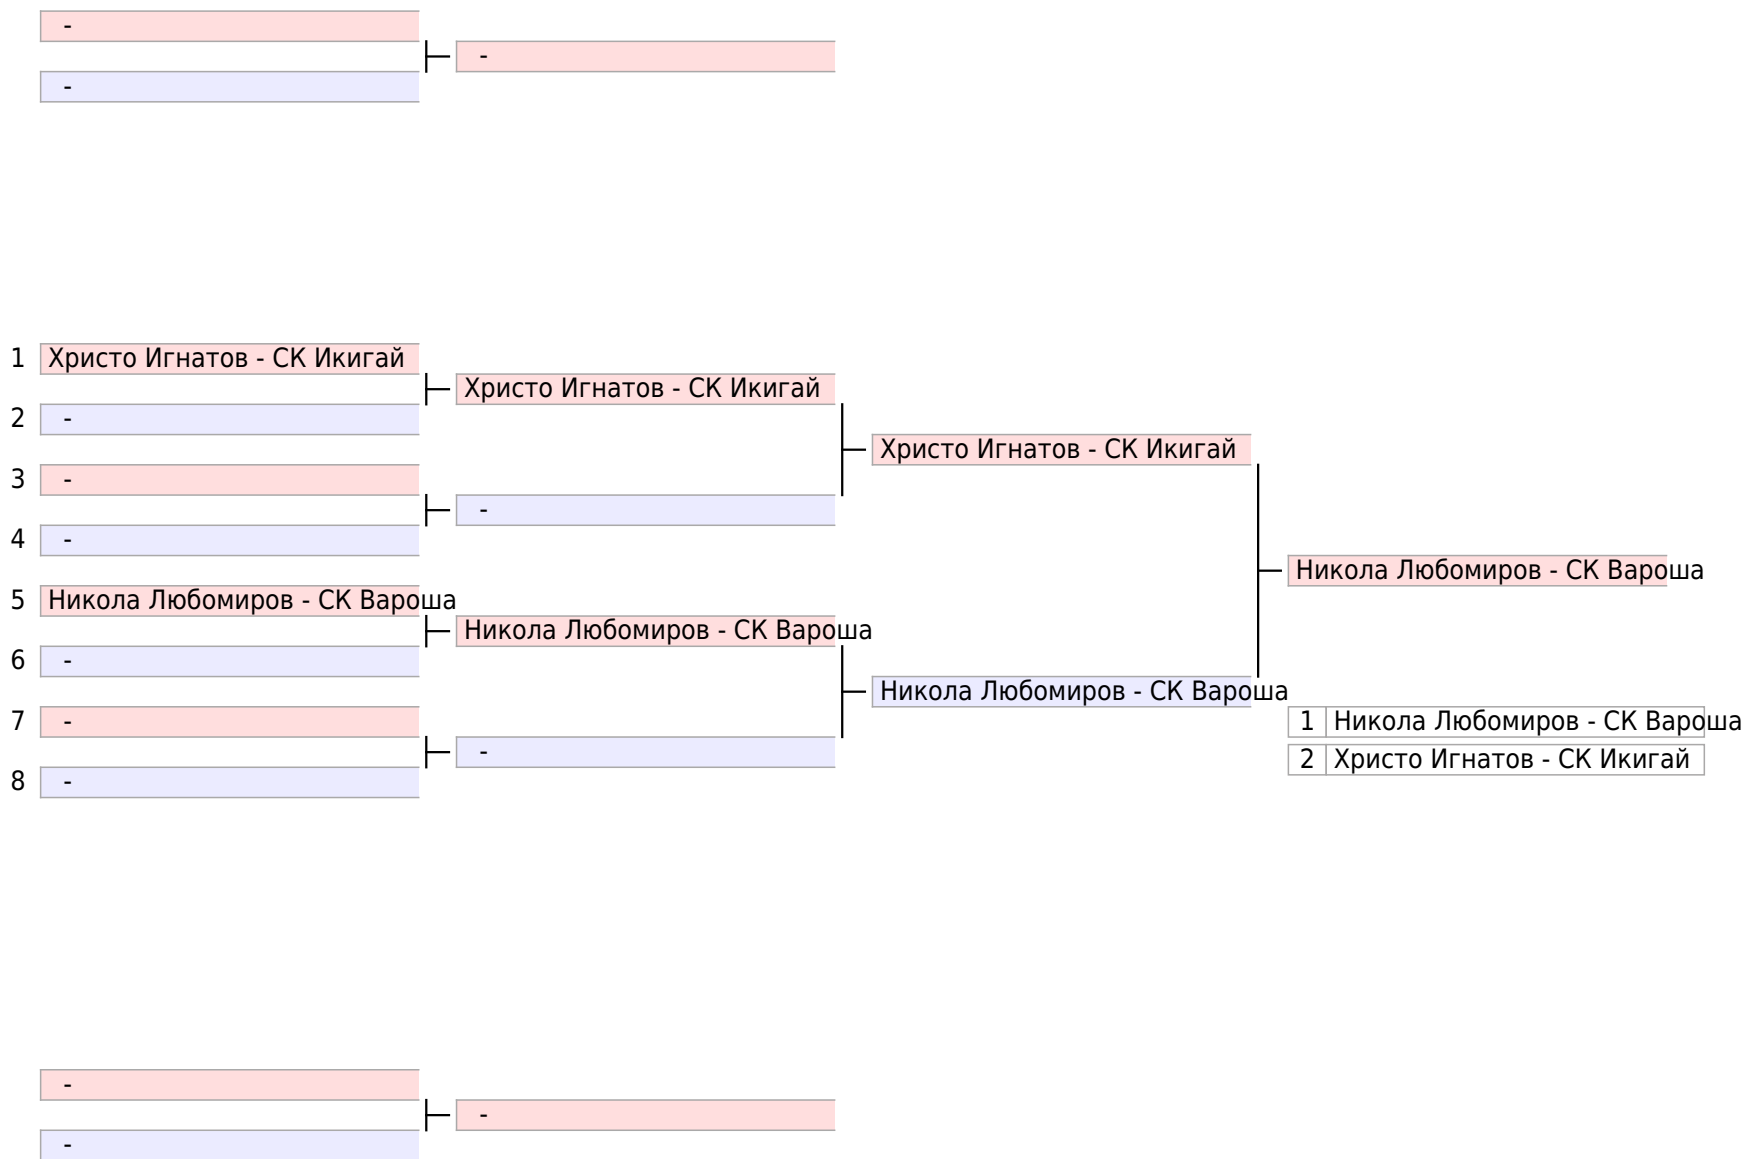 -
-
-
1 Христо Игнатов - СК Икигай
Христо Игнатов - СК Икигай
2 -
Христо Игнатов - СК Икигай
3 -
-
4 -
Никола Любомиров - СК Вароша
5 Никола Любомиров - СК Вароша
Никола Любомиров - СК Вароша
6 -
Никола Любомиров - СК Вароша
7 -
1 Никола Любомиров - СК Вароша
-
2 Христо Игнатов - СК Икигай
8 -
-
-
-